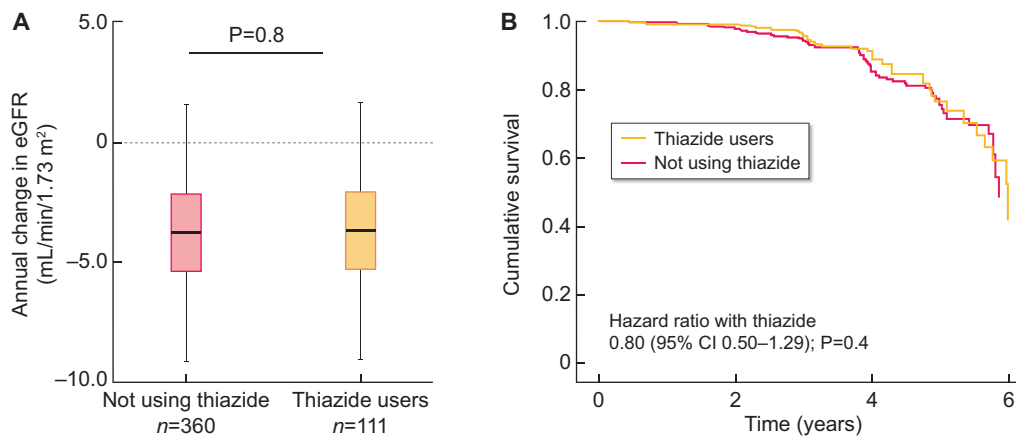 A
P=0.8
Annual change in eGFR
(mL/min/1.73 m²)
5.0
0
–5.0
–10.0
Not using thiazide
n=360
Thiazide users
n=111
B
Cumulative survival
1.0
0.8
0.6
0.4
0.2
0
Thiazide users
Not using thiazide
Hazard ratio with thiazide
0.80 (95% CI 0.50–1.29); P=0.4
0 2 4 6
Time (years)